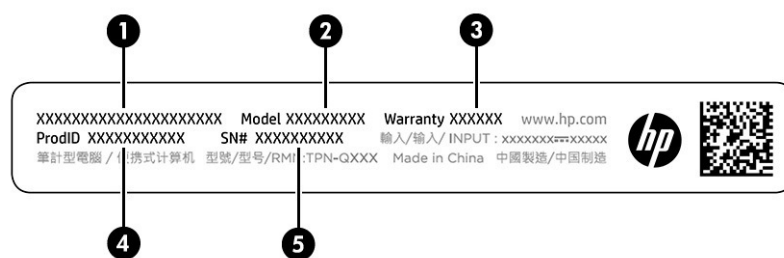 1 2 3
XXXXXXXXXXXXXXXXXXXXX Model XXXXXXXXX Warranty XXXXXX www.hp.com
ProdID XXXXXXXXXXX SN# XXXXXXXXXX 輸入/输入/ INPUT : XXXXXXX⎓XXXXX
筆計型電腦 / 便携式计算机 型號/型号/RMN:TPN-QXXX Made in China 中國製造/中国制造
hp
4 5